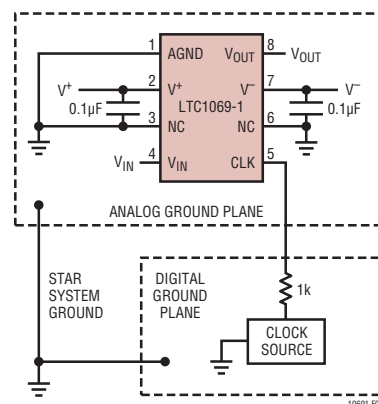 1 AGND VOUT 8 VOUT
V+ 2 V+ V− 7 V−
0.1µF LTC1069-1 0.1µF
3 NC NC 6
VIN 4 VIN CLK 5
ANALOG GROUND PLANE
STAR
SYSTEM
GROUND
DIGITAL
GROUND
PLANE
1k
CLOCK
SOURCE